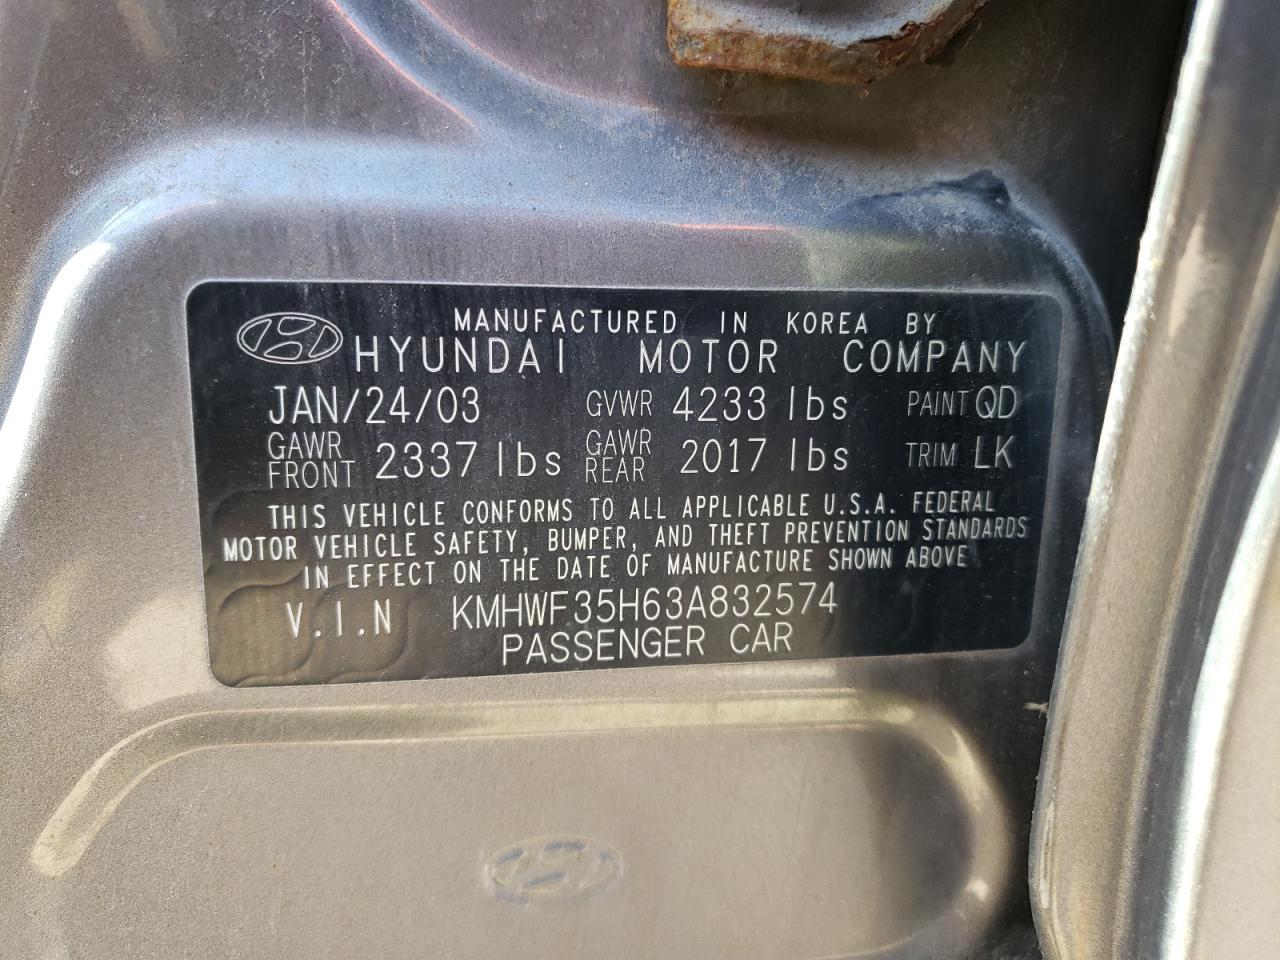 MANUFACTURED IN KOREA BY
HYUNDAI MOTOR COMPANY
JAN/24/03 GVWR 4233 lbs PAINT QD
GAWR FRONT 2337 lbs GAWR REAR 2017 lbs TRIM LK
THIS VEHICLE CONFORMS TO ALL APPLICABLE U.S.A. FEDERAL
MOTOR VEHICLE SAFETY, BUMPER, AND THEFT PREVENTION STANDARDS
IN EFFECT ON THE DATE OF MANUFACTURE SHOWN ABOVE
V.I.N KMHWF35H63A832574
PASSENGER CAR